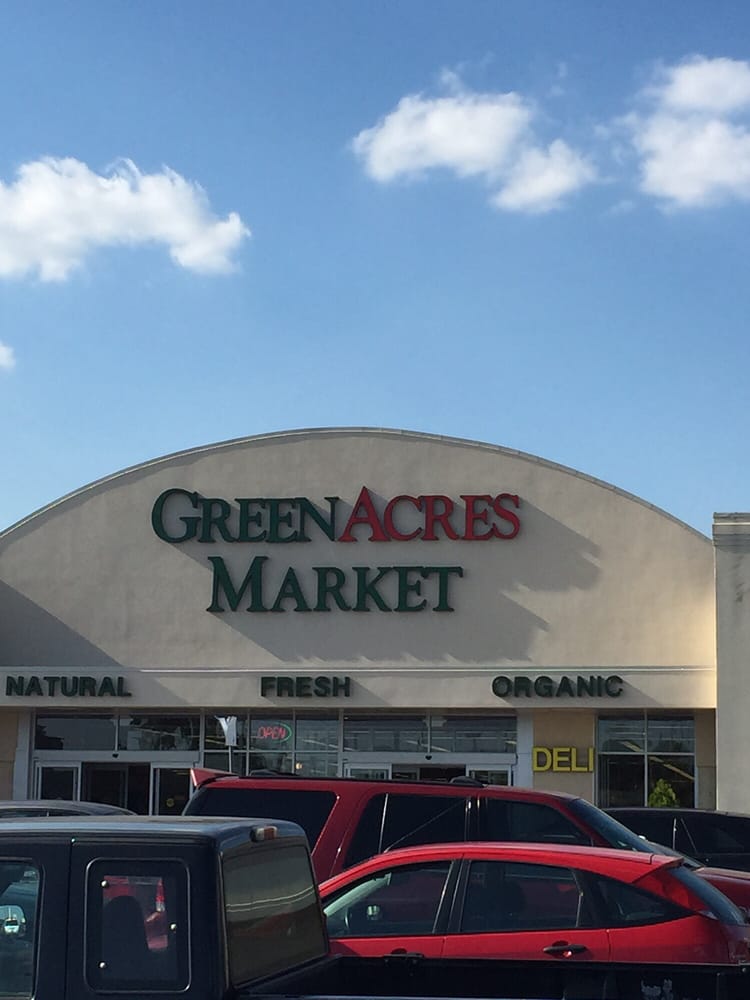 GREENACRES
MARKET
NATURAL FRESH ORGANIC
OPEN
DELI